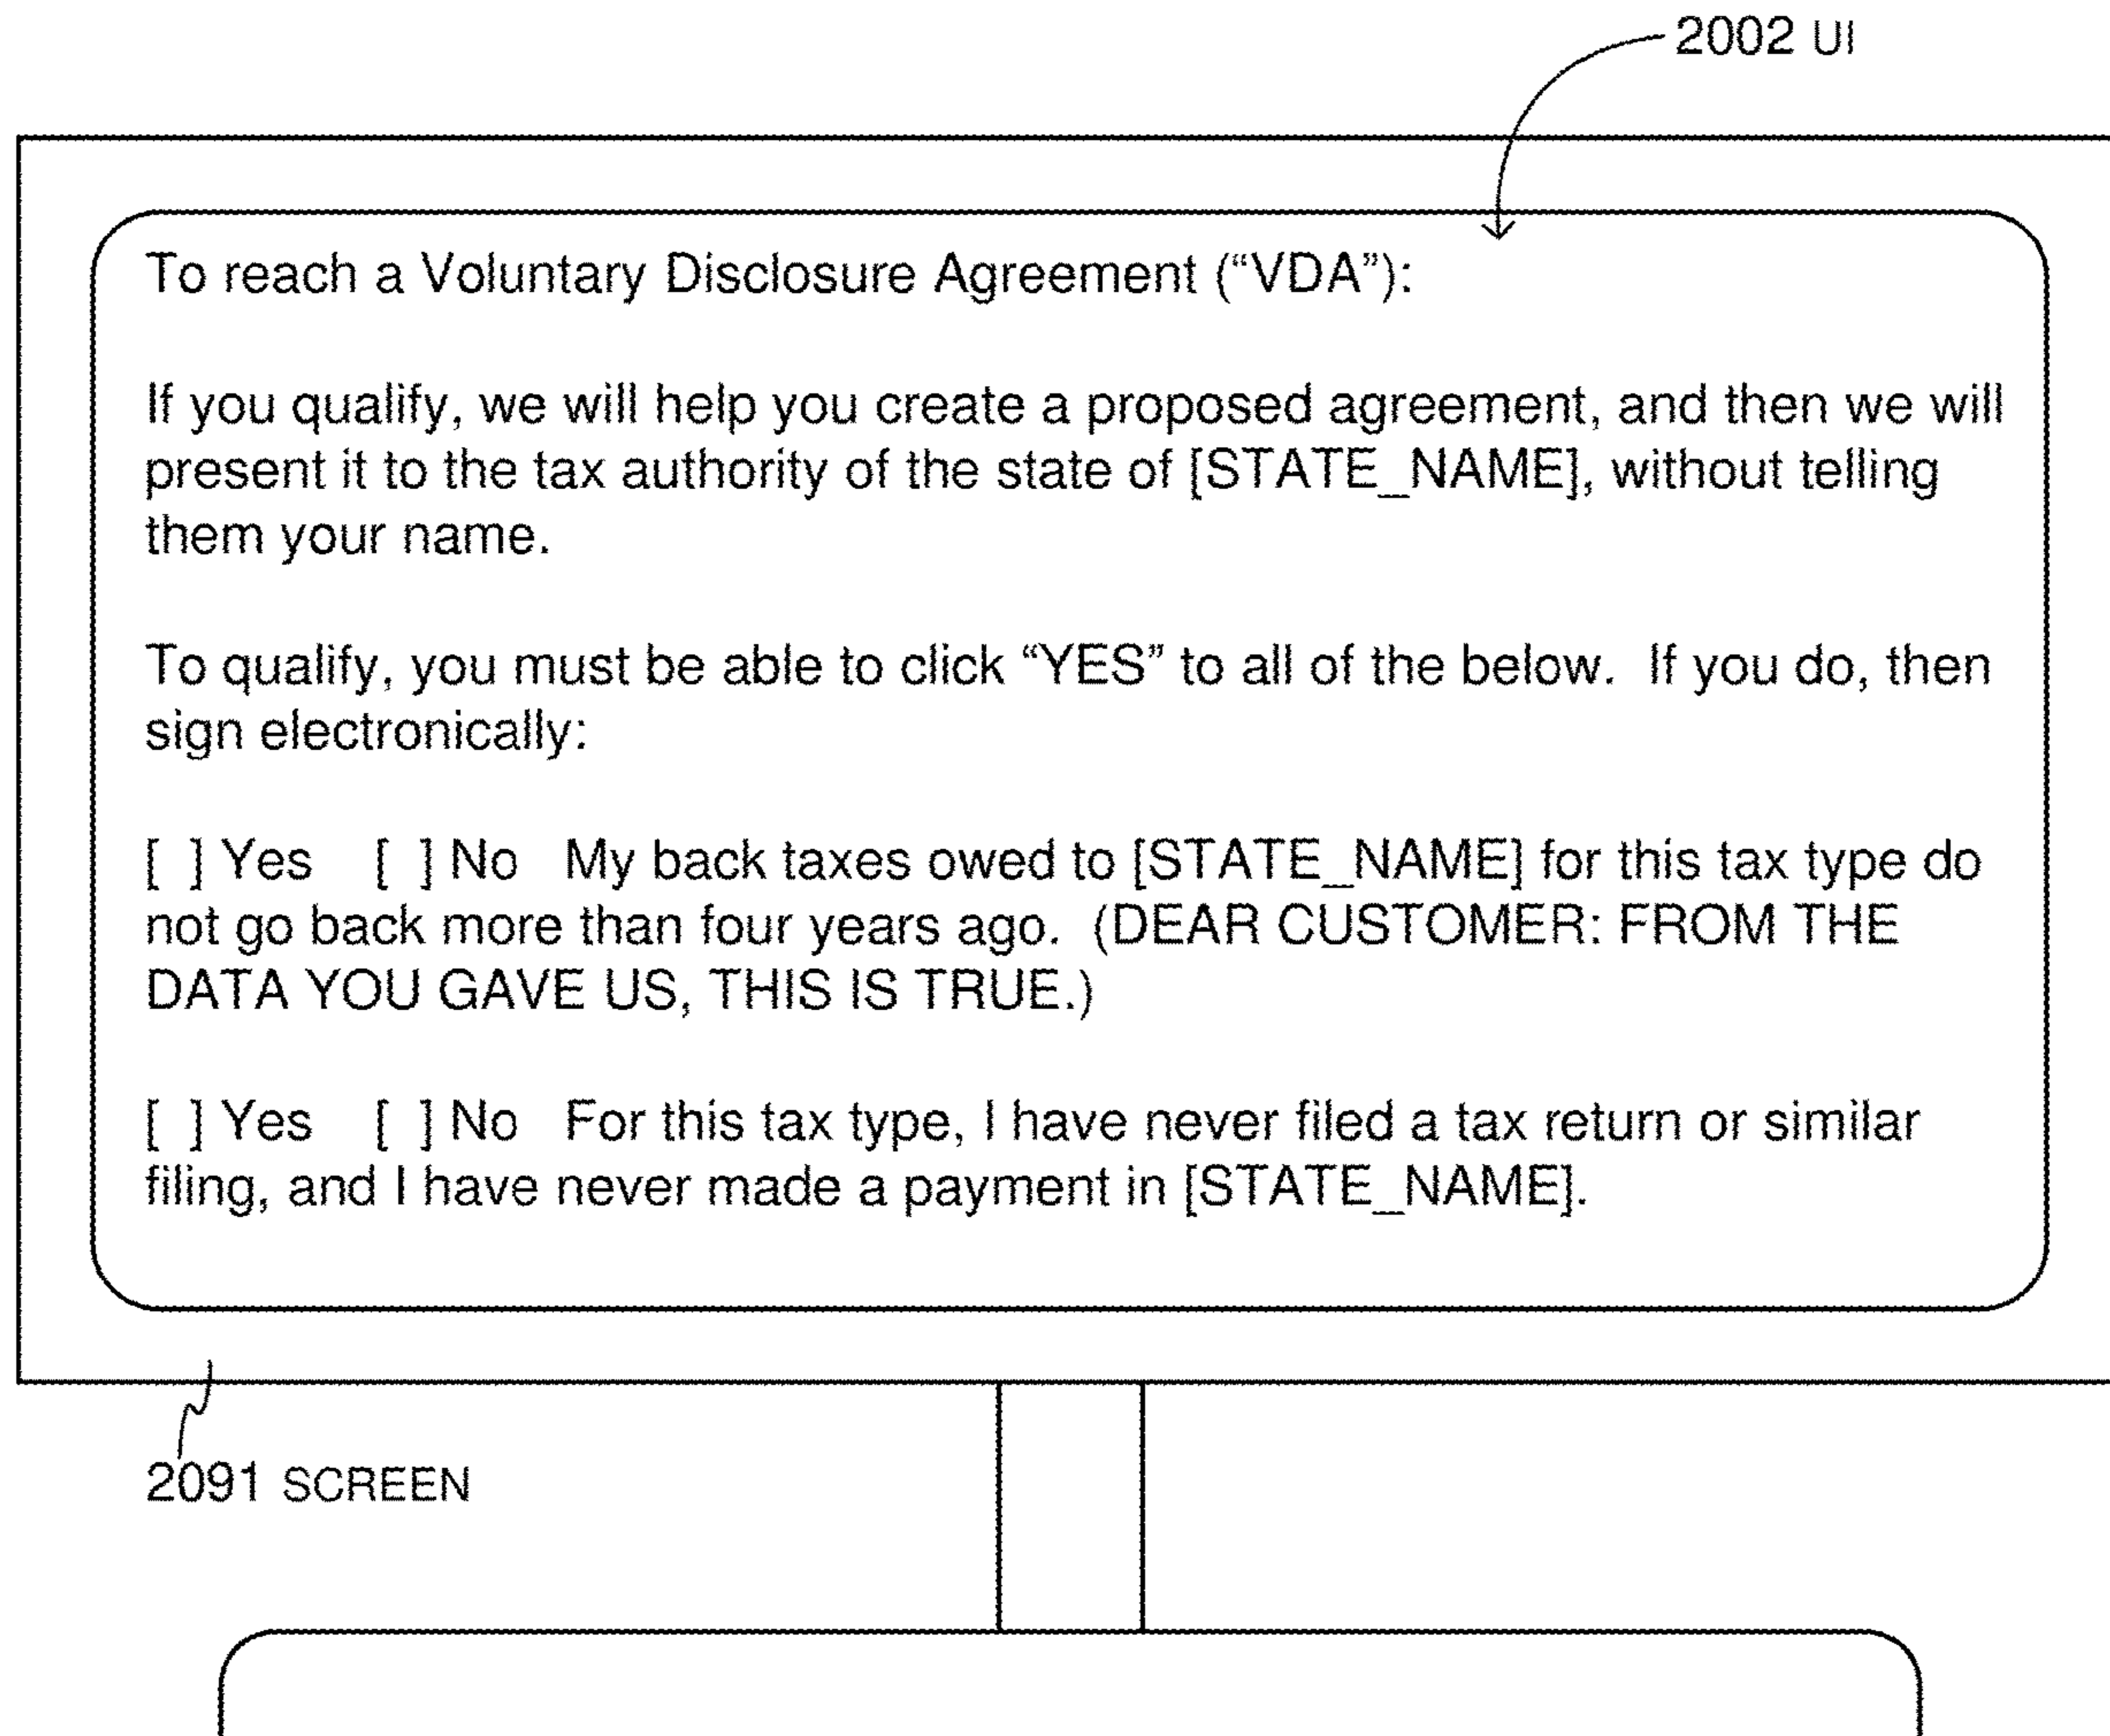 2002 UI
To reach a Voluntary Disclosure Agreement (“VDA”):
If you qualify, we will help you create a proposed agreement, and then we will
present it to the tax authority of the state of [STATE_NAME], without telling
them your name.
To qualify, you must be able to click “YES” to all of the below.  If you do, then
sign electronically:
[ ] Yes   [ ] No   My back taxes owed to [STATE_NAME] for this tax type do
not go back more than four years ago.  (DEAR CUSTOMER: FROM THE
DATA YOU GAVE US, THIS IS TRUE.)
[ ] Yes   [ ] No   For this tax type, I have never filed a tax return or similar
filing, and I have never made a payment in [STATE_NAME].
2091 SCREEN